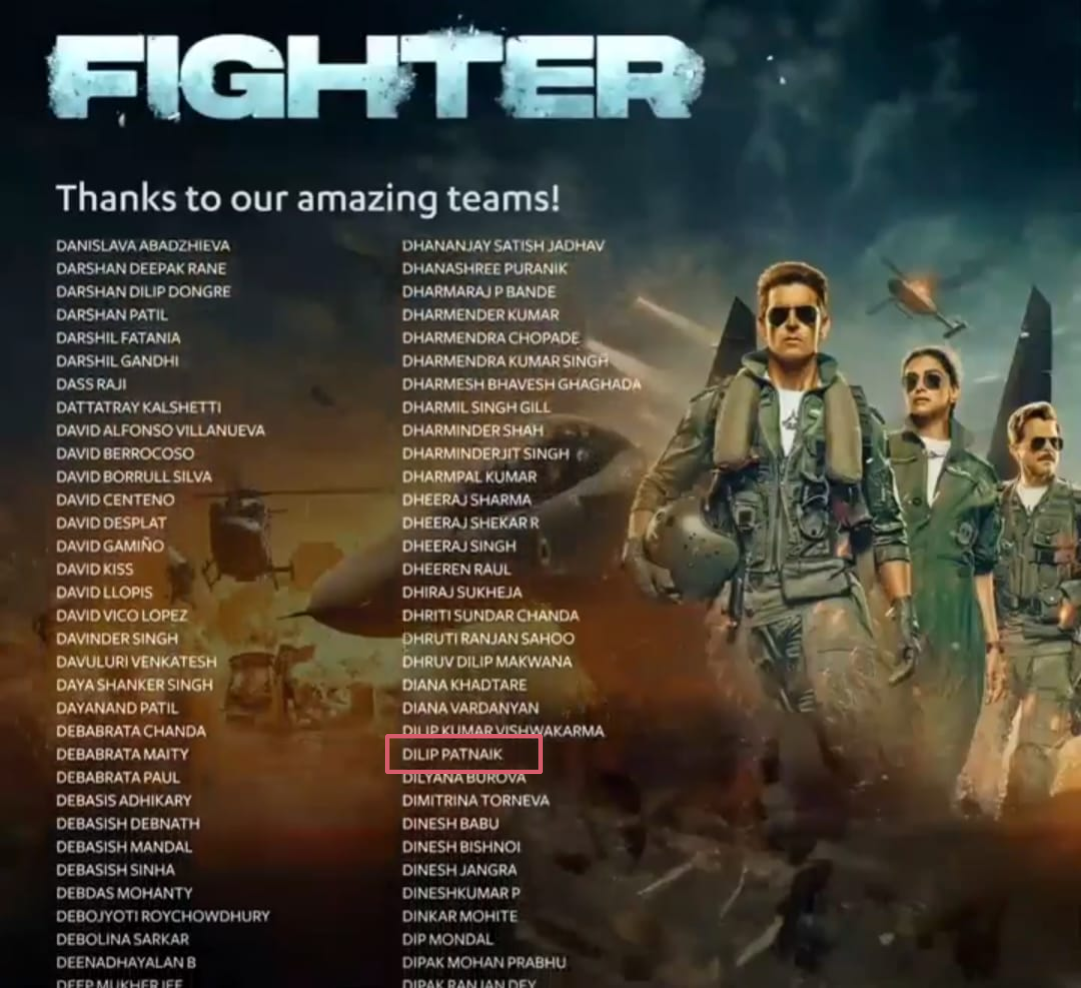 FIGHTER
Thanks to our amazing teams!
DANISLAVA ABADZHIEVA
DARSHAN DEEPAK RANE
DARSHAN DILIP DONGRE
DARSHAN PATIL
DARSHIL FATANIA
DARSHIL GANDHI
DASS RAJI
DATTATRAY KALSHETTI
DAVID ALFONSO VILLANUEVA
DAVID BERROCOSO
DAVID BORRULL SILVA
DAVID CENTENO
DAVID DESPLAT
DAVID GAMIÑO
DAVID KISS
DAVID LLOPIS
DAVID VICO LOPEZ
DAVINDER SINGH
DAVULURI VENKATESH
DAYA SHANKER SINGH
DAYANAND PATIL
DEBABRATA CHANDA
DEBABRATA MAITY
DEBABRATA PAUL
DEBASIS ADHIKARY
DEBASISH DEBNATH
DEBASISH MANDAL
DEBASISH SINHA
DEBDAS MOHANTY
DEBOJYOTI ROYCHOWDHURY
DEBOLINA SARKAR
DEENADHAYALAN B
DEEP MUKHERJEE
DHANANJAY SATISH JADHAV
DHANASHREE PURANIK
DHARMARAJ P BANDE
DHARMENDER KUMAR
DHARMENDRA CHOPADE
DHARMENDRA KUMAR SINGH
DHARMESH BHAVESH GHAGHADA
DHARMIL SINGH GILL
DHARMINDER SHAH
DHARMINDERJIT SINGH
DHARMPAL KUMAR
DHEERAJ SHARMA
DHEERAJ SHEKAR R
DHEERAJ SINGH
DHEEREN RAUL
DHIRAJ SUKHEJA
DHRITI SUNDAR CHANDA
DHRUTI RANJAN SAHOO
DHRUV DILIP MAKWANA
DIANA KHADTARE
DIANA VARDANYAN
DILIP KUMAR VISHWAKARMA
DILIP PATNAIK
DILYANA BUROVA
DIMITRINA TORNEVA
DINESH BABU
DINESH BISHNOI
DINESH JANGRA
DINESHKUMAR P
DINKAR MOHITE
DIP MONDAL
DIPAK MOHAN PRABHU
DIPAK RANJAN DEY